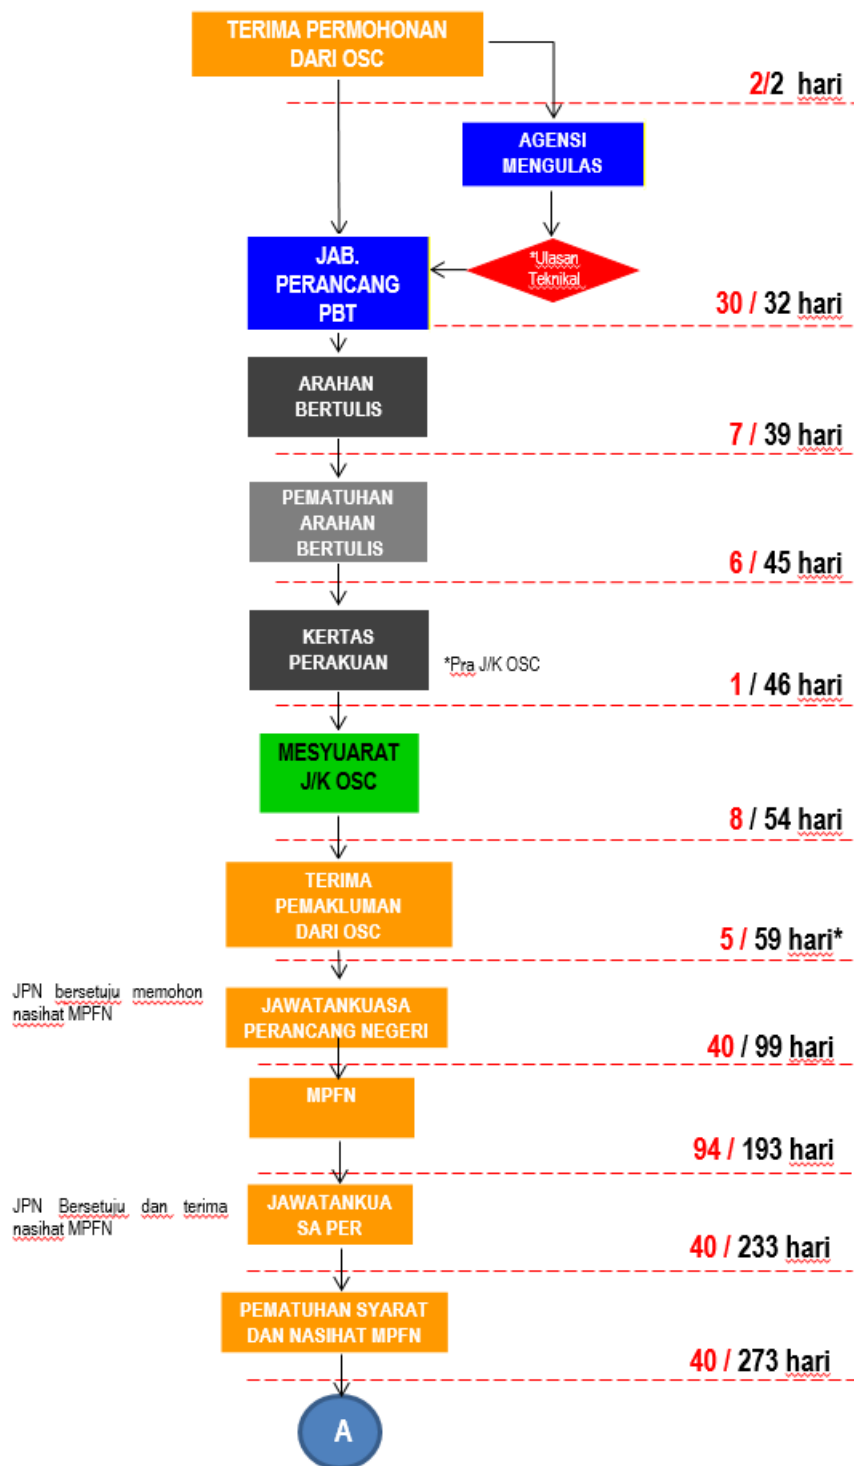 TERIMA PERMOHONAN
DARI OSC
2/2 hari
AGENSI
MENGULAS
JAB.
PERANCANG
PBT
*Ulasan
Teknikal
30 / 32 hari
ARAHAN
BERTULIS
7 / 39 hari
PEMATUHAN
ARAHAN
BERTULIS
6 / 45 hari
KERTAS
PERAKUAN
*Pra J/K OSC
1 / 46 hari
MESYUARAT
J/K OSC
8 / 54 hari
TERIMA
PEMAKLUMAN
DARI OSC
5 / 59 hari*
JPN bersetuju memohon
nasihat MPFN
JAWATANKUASA
PERANCANG NEGERI
40 / 99 hari
MPFN
94 / 193 hari
JPN Bersetuju dan terima
nasihat MPFN
JAWATANKUA
SA PER
40 / 233 hari
PEMATUHAN SYARAT
DAN NASIHAT MPFN
40 / 273 hari
A